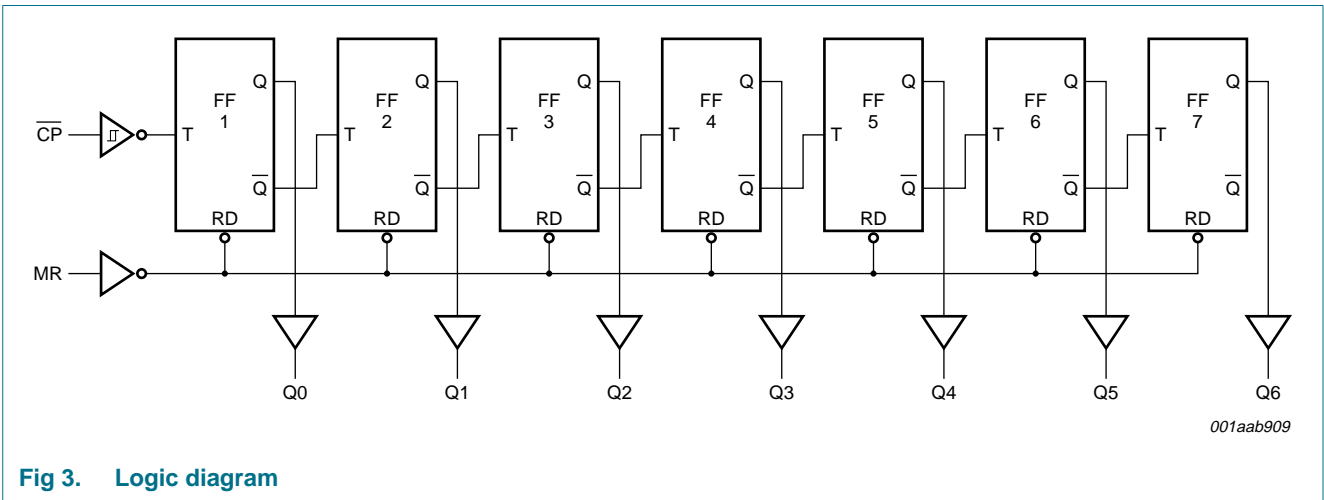 Q Q Q Q Q Q Q
FF FF FF FF FF FF FF
1 2 3 4 5 6 7
C̅P̅ T T T T T T T
Q̅ Q̅ Q̅ Q̅ Q̅ Q̅ Q̅
RD RD RD RD RD RD RD
MR
Q0 Q1 Q2 Q3 Q4 Q5 Q6
001aab909
Fig 3. Logic diagram